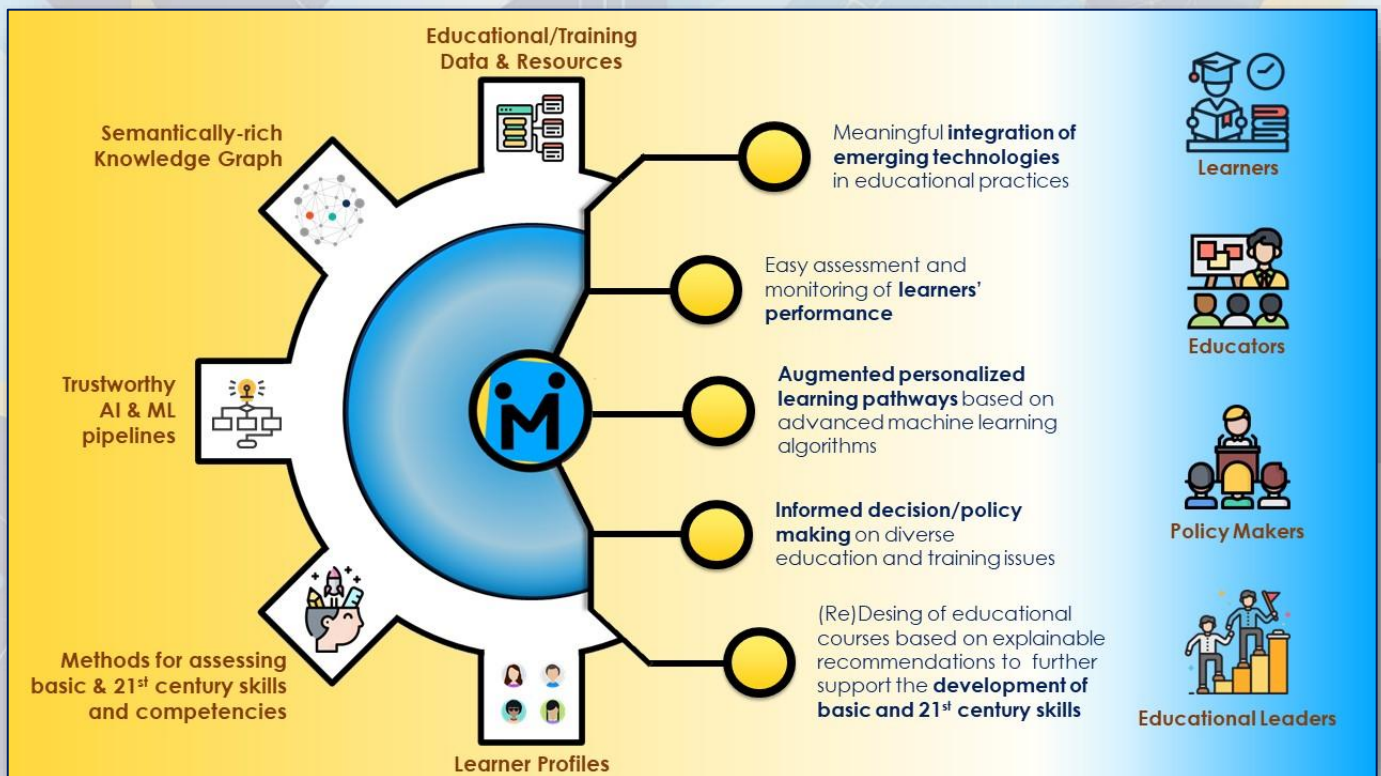 Educational/Training
Data & Resources
Semantically-rich
Knowledge Graph
Trustworthy
AI & ML
pipelines
Methods for assessing
basic & 21st century skills
and competencies
Learner Profiles
M
Meaningful integration of
emerging technologies
in educational practices
Easy assessment and
monitoring of learners'
performance
Augmented personalized
learning pathways based on
advanced machine learning
algorithms
Informed decision/policy
making on diverse
education and training issues
(Re)Desing of educational
courses based on explainable
recommendations to further
support the development of
basic and 21st century skills
Learners
Educators
Policy Makers
Educational Leaders